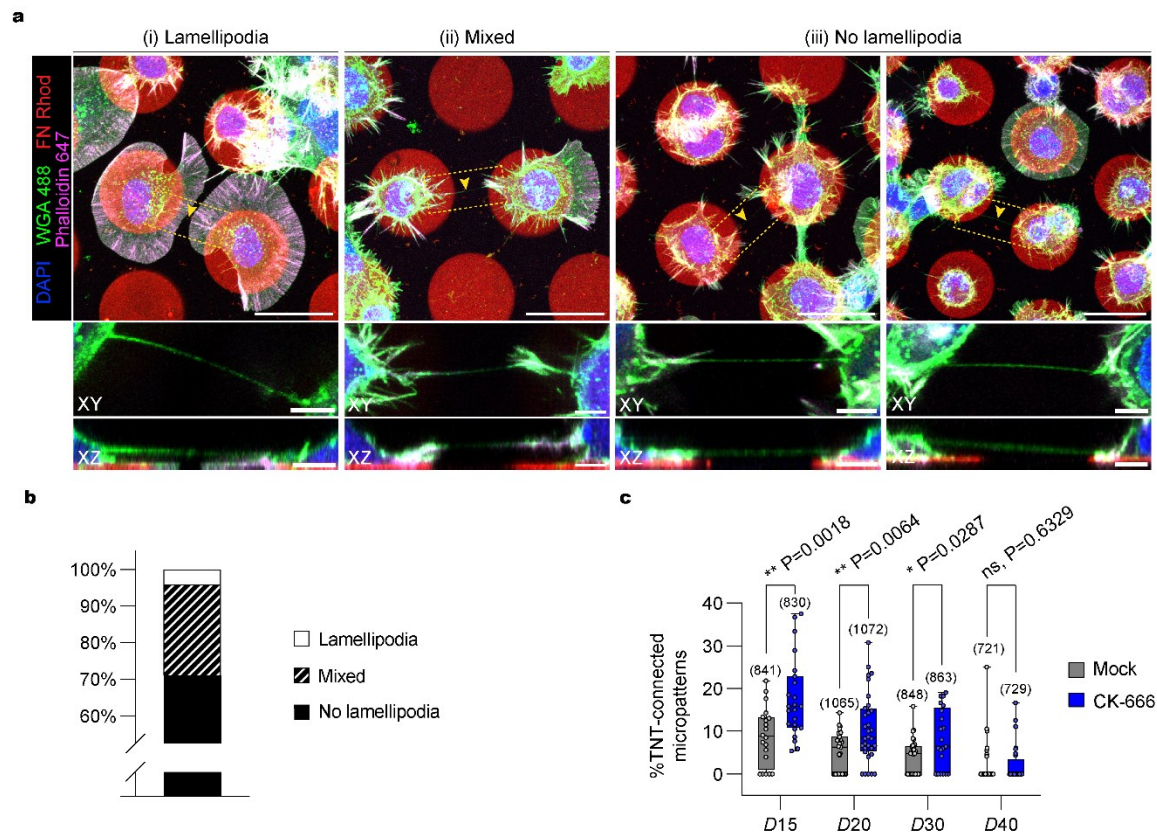 a
(i) Lamellipodia
(ii) Mixed
(iii) No lamellipodia
DAPI WGA 488 FN Rhod
Phalloidin 647
XY
XY
XY
XY
XZ
XZ
XZ
XZ
b
100%
90%
80%
70%
60%
Lamellipodia
Mixed
No lamellipodia
c
** P=0.0018
** P=0.0064
* P=0.0287
ns, P=0.6329
%TNT-connected
micropatterns
40
30
20
10
0
(841)
(830)
(1065)
(1072)
(848)
(863)
(721)
(729)
Mock
CK-666
D15
D20
D30
D40